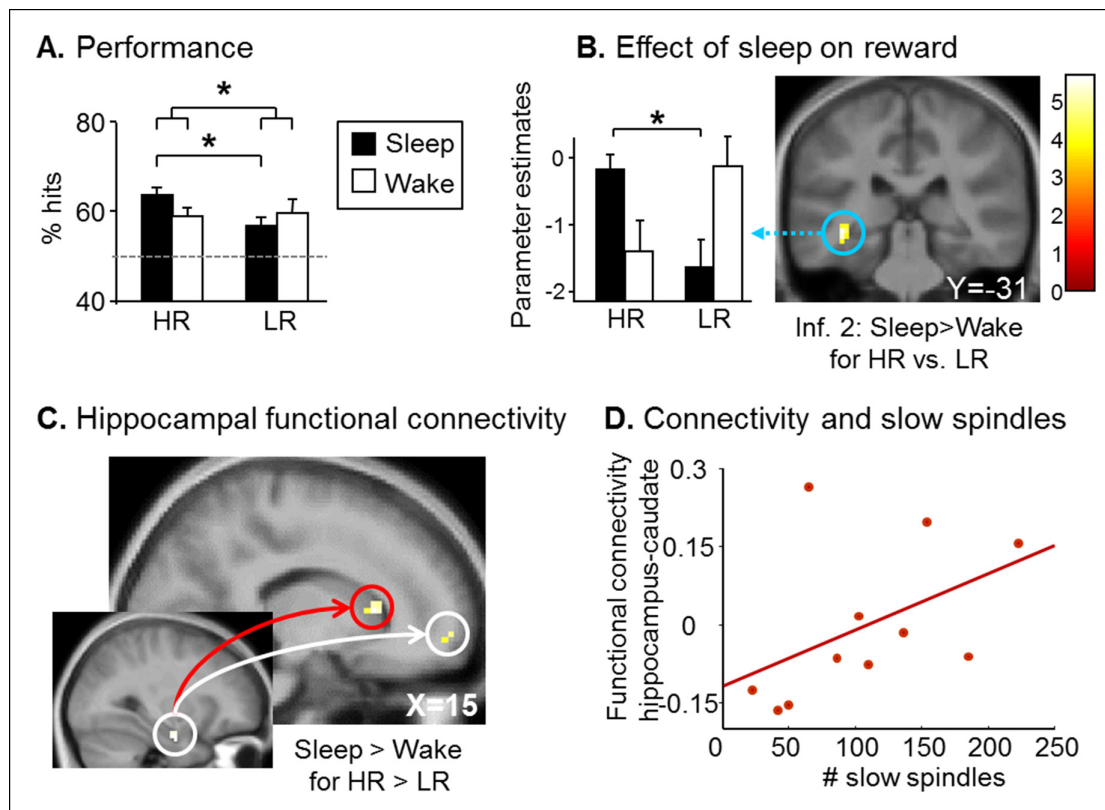 A. Performance
*
*
80
60
40
% hits
HR
LR
Sleep
Wake
B. Effect of sleep on reward
*
Parameter estimates
0
-1
-2
HR
LR
Y=-31
5
4
3
2
1
0
Inf. 2: Sleep>Wake
for HR vs. LR
C. Hippocampal functional connectivity
X=15
Sleep > Wake
for HR > LR
D. Connectivity and slow spindles
Functional connectivity
hippocampus-caudate
0.3
0.15
0
-0.15
0
50
100
150
200
250
# slow spindles